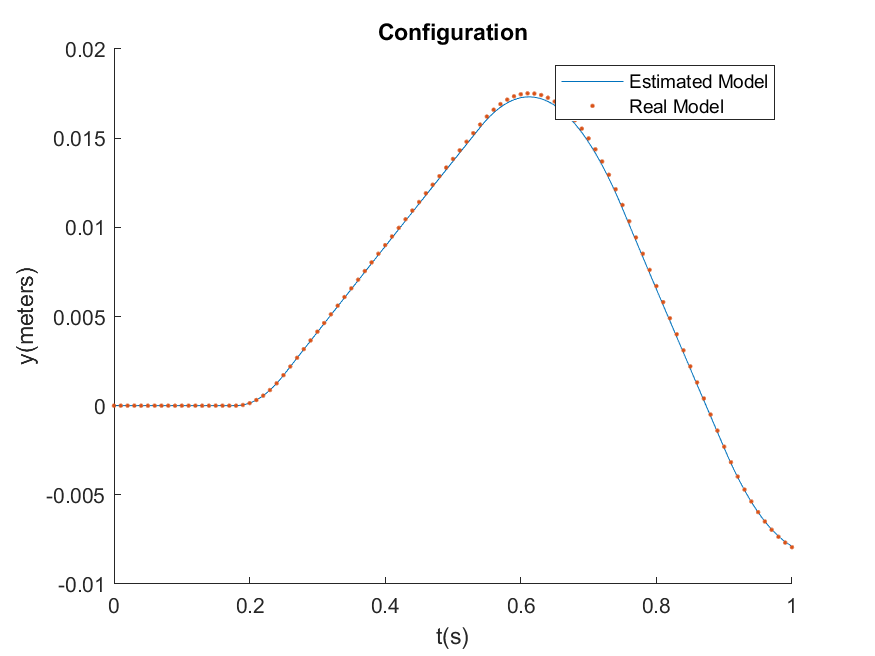 Configuration
0.02
Estimated Model
Real Model
0.015
0.01
0.005
0
-0.005
-0.01
y(meters)
0 0.2 0.4 0.6 0.8 1
t(s)